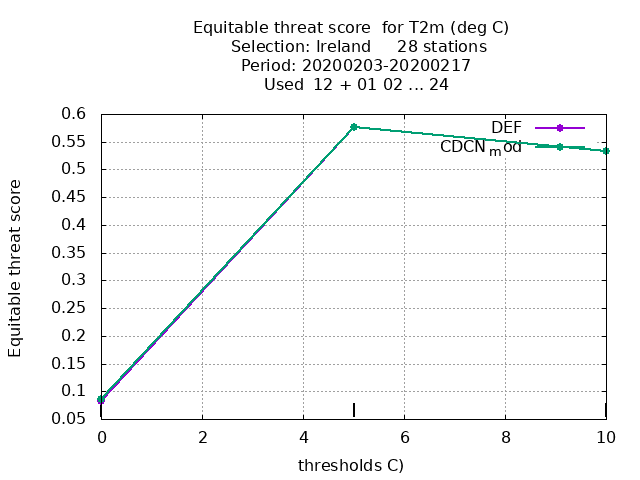 Equitable threat score  for T2m (deg C)
Selection: Ireland     28 stations
Period: 20200203-20200217
Used  12 + 01 02 ... 24
Equitable threat score
0.6
0.55
0.5
0.45
0.4
0.35
0.3
0.25
0.2
0.15
0.1
0.05
DEF
CDCNmod
0 2 4 6 8 10
thresholds C)